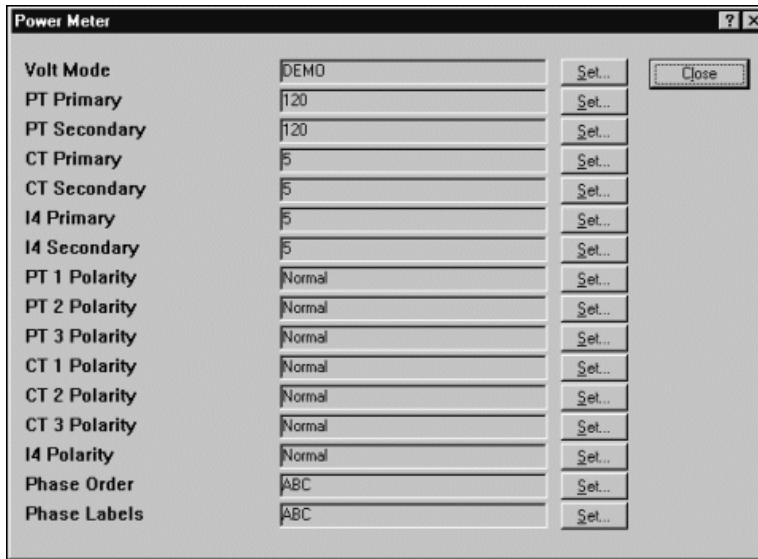 Power Meter ? ×
Volt Mode DEMO Set... Close
PT Primary 120 Set...
PT Secondary 120 Set...
CT Primary 5 Set...
CT Secondary 5 Set...
I4 Primary 5 Set...
I4 Secondary 5 Set...
PT 1 Polarity Normal Set...
PT 2 Polarity Normal Set...
PT 3 Polarity Normal Set...
CT 1 Polarity Normal Set...
CT 2 Polarity Normal Set...
CT 3 Polarity Normal Set...
I4 Polarity Normal Set...
Phase Order ABC Set...
Phase Labels ABC Set...